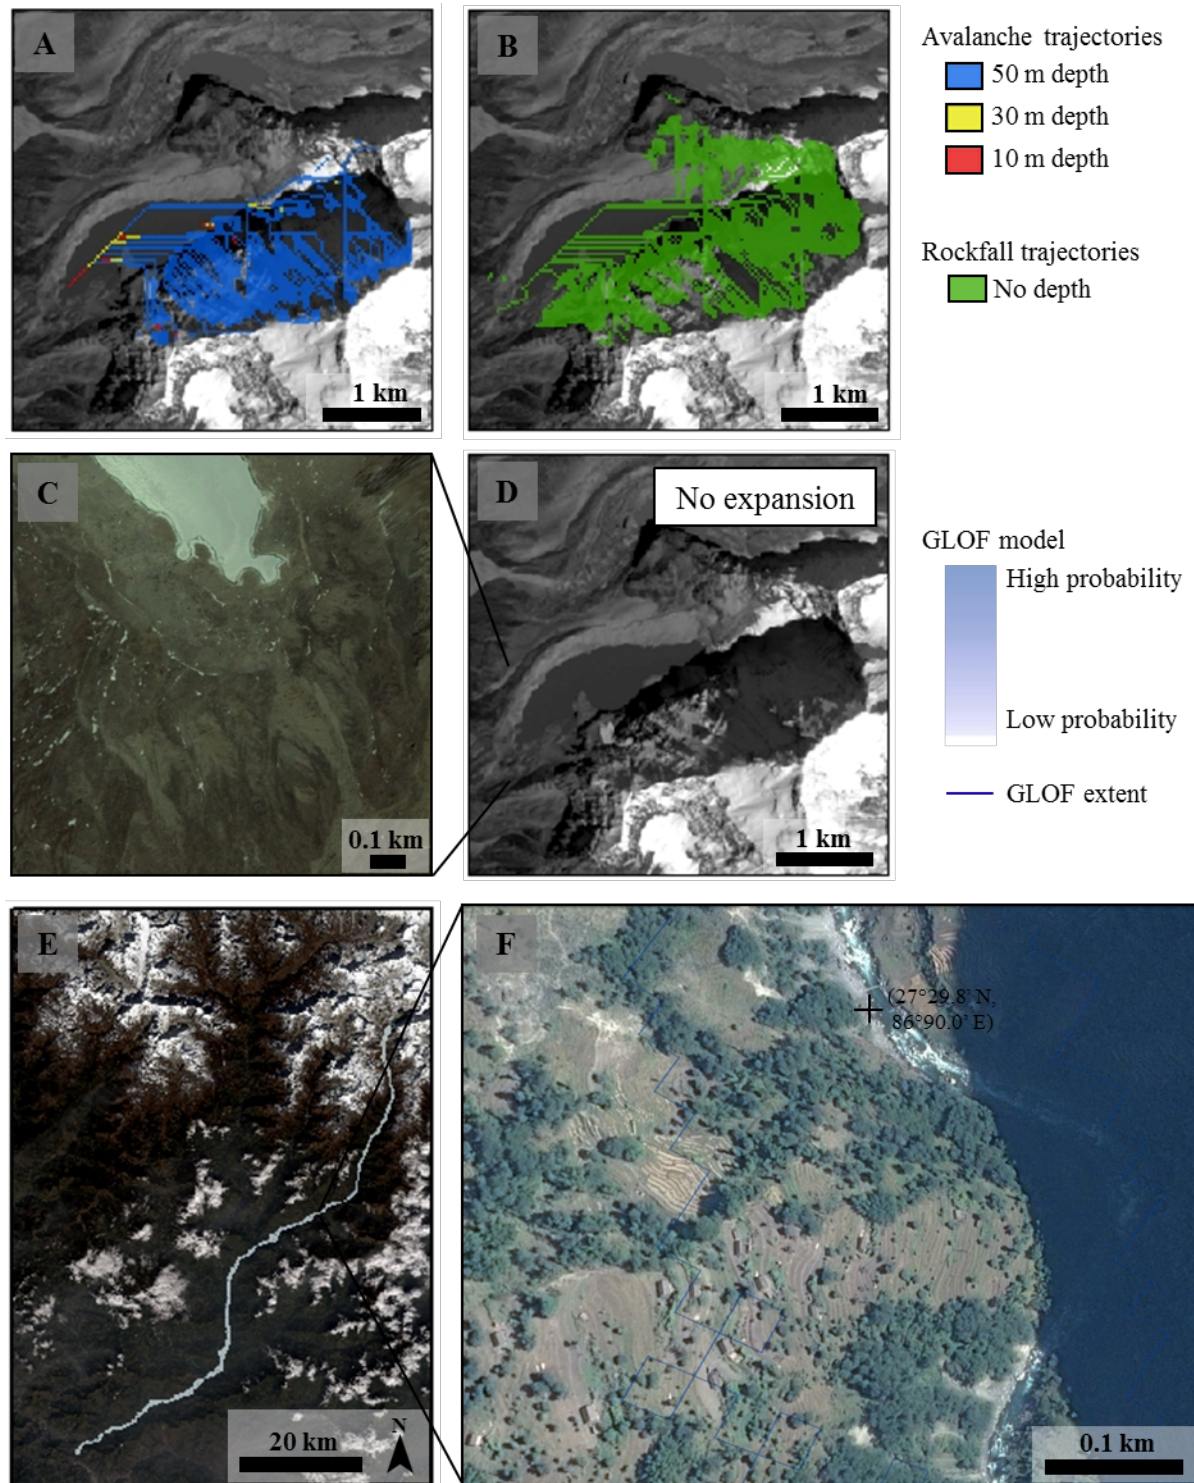 A
B
Avalanche trajectories
50 m depth
30 m depth
10 m depth
Rockfall trajectories
No depth
1 km
1 km
C
D
No expansion
0.1 km
1 km
GLOF model
High probability
Low probability
GLOF extent
E
F
(27°29.8' N,
86°90.0' E)
N
20 km
0.1 km